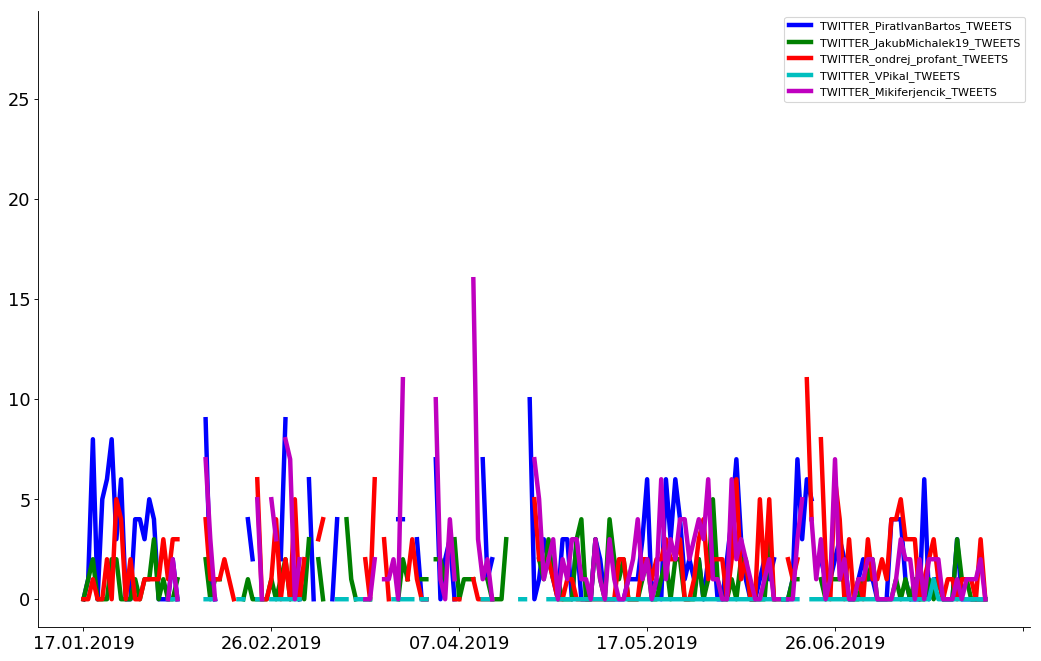 TWITTER_PiratIvanBartos_TWEETS
TWITTER_JakubMichalek19_TWEETS
TWITTER_ondrej_profant_TWEETS
TWITTER_VPikal_TWEETS
TWITTER_Mikiferjencik_TWEETS
25
20
15
10
5
0
17.01.2019 26.02.2019 07.04.2019 17.05.2019 26.06.2019